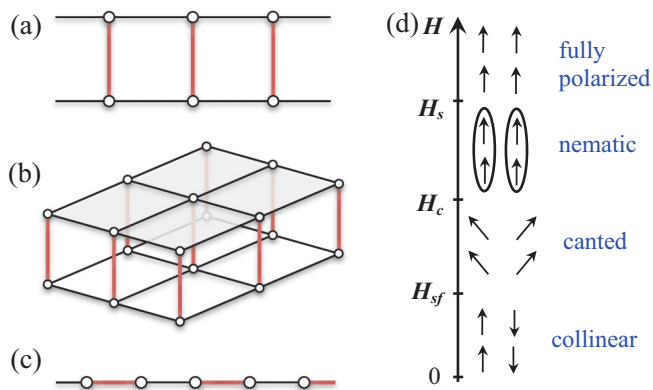 (a)
(b)
(c)
(d)
H
fully
polarized
H_s
nematic
H_c
canted
H_sf
collinear
0